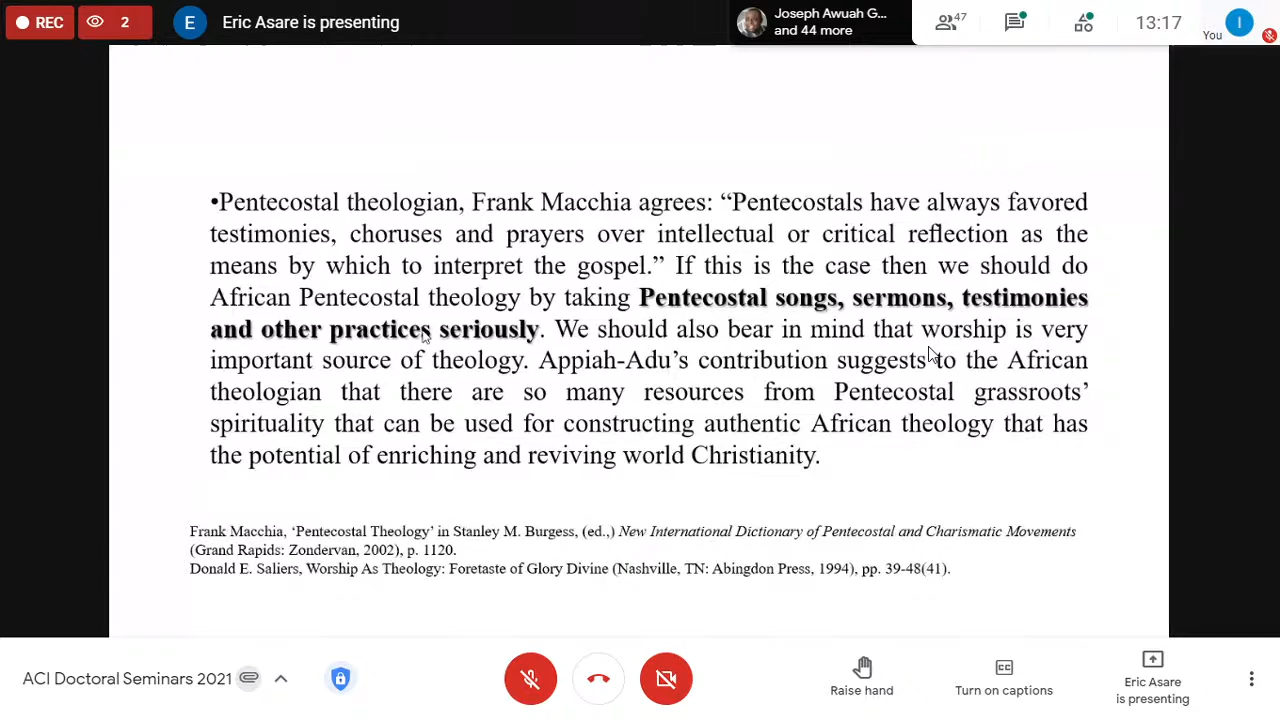 REC
2
E
Eric Asare is presenting
Joseph Awuah G...
and 44 more
47
13:17
You
I
•Pentecostal theologian, Frank Macchia agrees: “Pentecostals have always favored
testimonies, choruses and prayers over intellectual or critical reflection as the
means by which to interpret the gospel.” If this is the case then we should do
African Pentecostal theology by taking Pentecostal songs, sermons, testimonies
and other practices seriously. We should also bear in mind that worship is very
important source of theology. Appiah-Adu’s contribution suggests to the African
theologian that there are so many resources from Pentecostal grassroots’
spirituality that can be used for constructing authentic African theology that has
the potential of enriching and reviving world Christianity.
Frank Macchia, ‘Pentecostal Theology’ in Stanley M. Burgess, (ed.,) New International Dictionary of Pentecostal and Charismatic Movements
(Grand Rapids: Zondervan, 2002), p. 1120.
Donald E. Saliers, Worship As Theology: Foretaste of Glory Divine (Nashville, TN: Abingdon Press, 1994), pp. 39-48(41).
ACI Doctoral Seminars 2021
Raise hand
Turn on captions
Eric Asare
is presenting